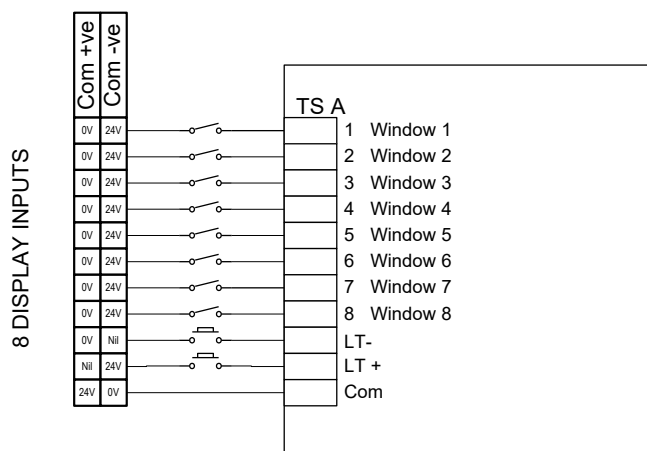 Com +ve
Com -ve
TS A
8 DISPLAY INPUTS
0V 24V 1 Window 1
0V 24V 2 Window 2
0V 24V 3 Window 3
0V 24V 4 Window 4
0V 24V 5 Window 5
0V 24V 6 Window 6
0V 24V 7 Window 7
0V 24V 8 Window 8
0V Nil LT-
Nil 24V LT +
24V 0V Com